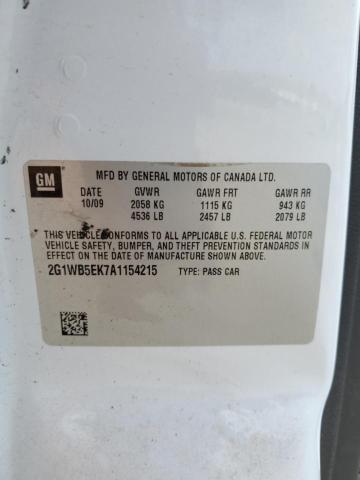 GM
MFD BY GENERAL MOTORS OF CANADA LTD.
DATE GVWR GAWR FRT GAWR RR
10/09 2058 KG 1115 KG 943 KG
4536 LB 2457 LB 2079 LB
THIS VEHICLE CONFORMS TO ALL APPLICABLE U.S. FEDERAL MOTOR
VEHICLE SAFETY, BUMPER, AND THEFT PREVENTION STANDARDS
IN EFFECT ON THE DATE OF MANUFACTURE SHOWN ABOVE.
2G1WB5EK7A1154215 TYPE: PASS CAR